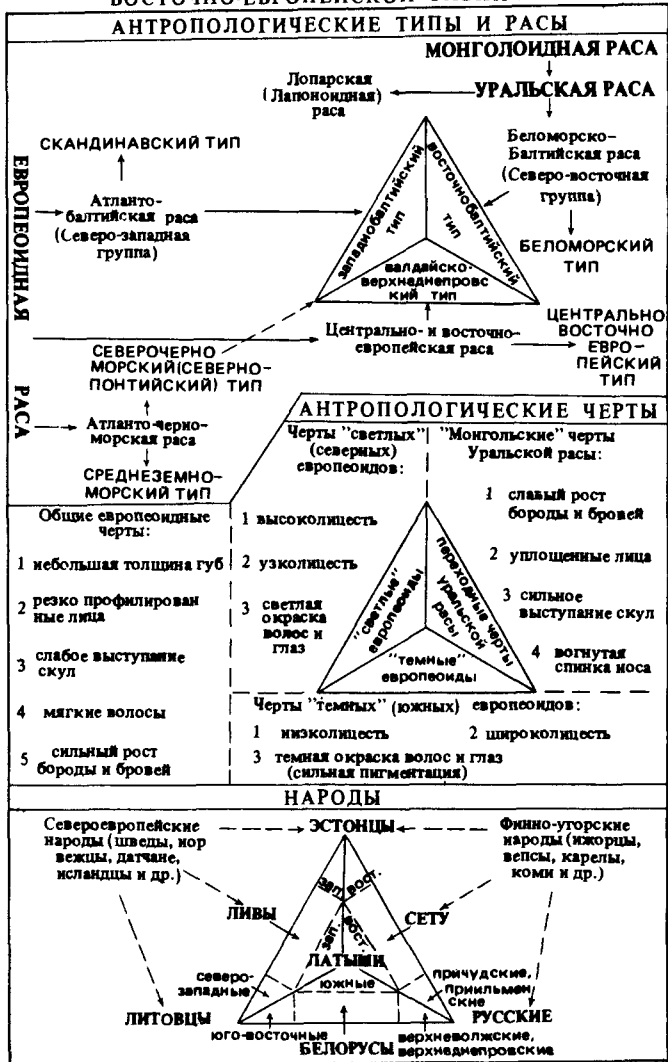 АНТРОПОЛОГИЧЕСКИЕ ТИПЫ И РАСЫ
МОНГОЛОИДНАЯ РАСА
Лопарская
(Лапоноидная)
раса
УРАЛЬСКАЯ РАСА
СКАНДИНАВСКИЙ ТИП
Беломорско-
Балтийская раса
(Северо-восточная
группа)
ЕВРОПЕОИДНАЯ
РАСА
Атланто-
балтийская раса
(Северо-западная
группа)
западнобалтийский
тип
восточнобалтийский
тип
валдайско-
верхнеднепровс
кий тип
БЕЛОМОРСКИЙ
ТИП
Центрально- и восточно-
европейская раса
ЦЕНТРАЛЬНО
ВОСТОЧНО
ЕВРО-
ПЕЙСКИЙ
ТИП
СЕВЕРОЧЕРНО
МОРСКИЙ(СЕВЕРНО-
ПОНТИЙСКИЙ) ТИП
Атланто-черно-
морская раса
СРЕДНЕЗЕМНО-
МОРСКИЙ ТИП
АНТРОПОЛОГИЧЕСКИЕ ЧЕРТЫ
Общие европеоидные
черты:
1 небольшая толщина губ
2 резко профилирован
ные лица
3 слабое выступание
скул
4 мягкие волосы
5 сильный рост
бороды и бровей
Черты "светлых"
(северных)
европеоидов:
1 высоколицесть
2 узколицесть
3 светлая
окраска
волос и
глаз
"Монгольские" черты
Уральской расы:
1 слабый рост
бороды и бровей
2 уплощенные лица
3 сильное
выступание скул
4 вогнутая
спинка носа
"светлые"
европеоиды
переходные черты
уральской
расы
"темные"
европеоиды
Черты "темных" (южных) европеоидов:
1 низколицесть 2 широколицесть
3 темная окраска волос и глаз
(сильная пигментация)
НАРОДЫ
Североевропейские
народы (шведы, нор
вежцы, датчане,
исландцы и др.)
ЭСТОНЦЫ
Финно-угорские
народы (ижорцы,
вепсы, карелы,
коми и др.)
зап. вост.
ЛИВЫ
СЕТУ
зап. вост.
ЛАТЫШИ
южные
северо-
западные
причудские,
приильмен
ские
ЛИТОВЦЫ
РУССКИЕ
юго-восточные
БЕЛОРУСЫ
верхневолжские,
верхнеднепровские